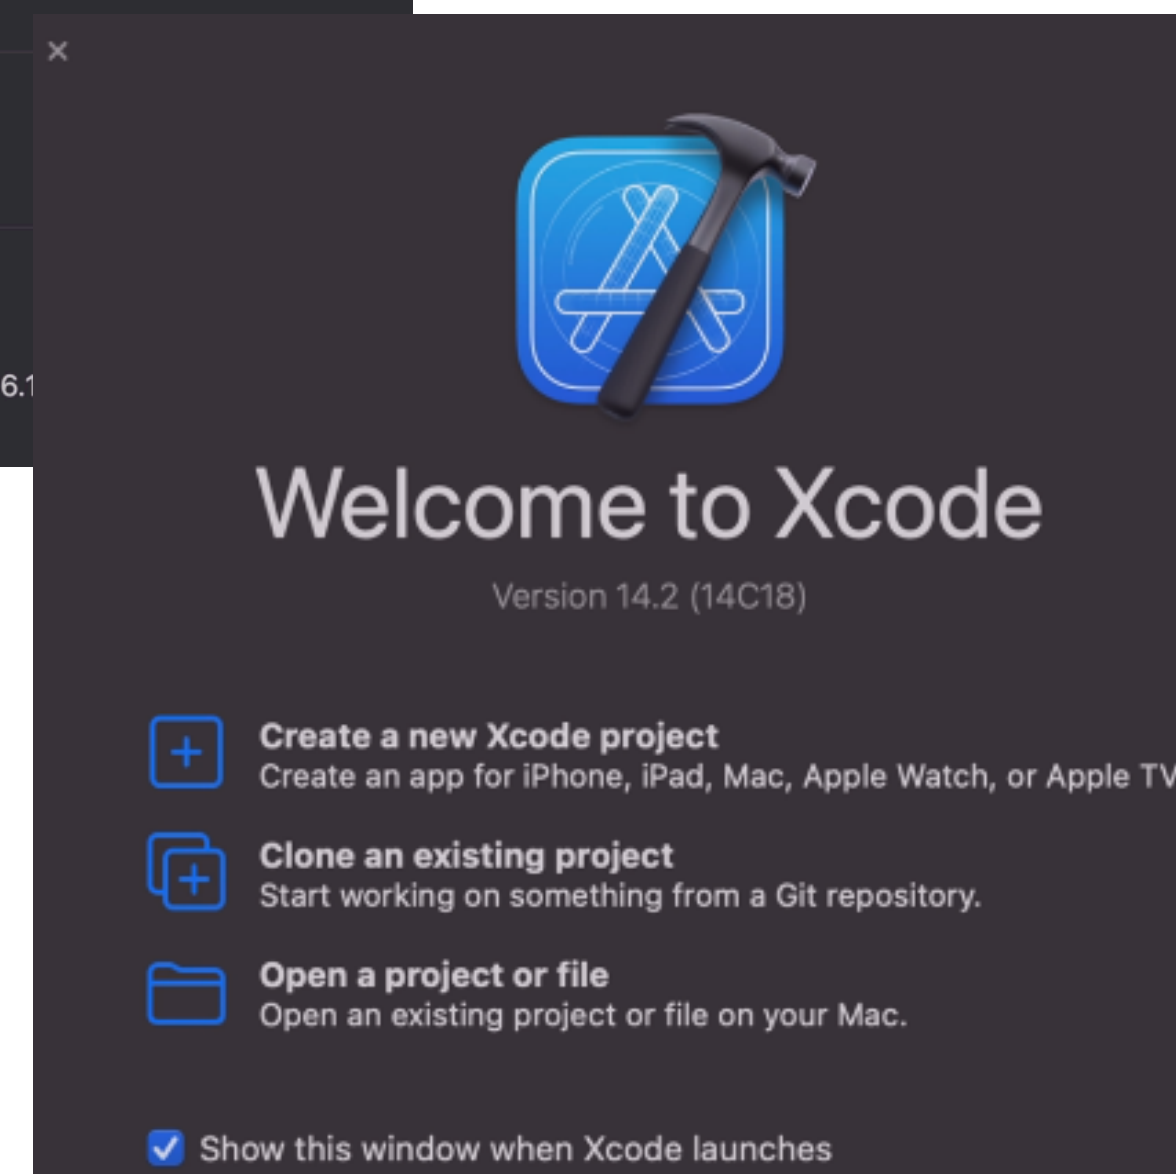 6.1
Welcome to Xcode
Version 14.2 (14C18)
Create a new Xcode project
Create an app for iPhone, iPad, Mac, Apple Watch, or Apple TV
Clone an existing project
Start working on something from a Git repository.
Open a project or file
Open an existing project or file on your Mac.
Show this window when Xcode launches